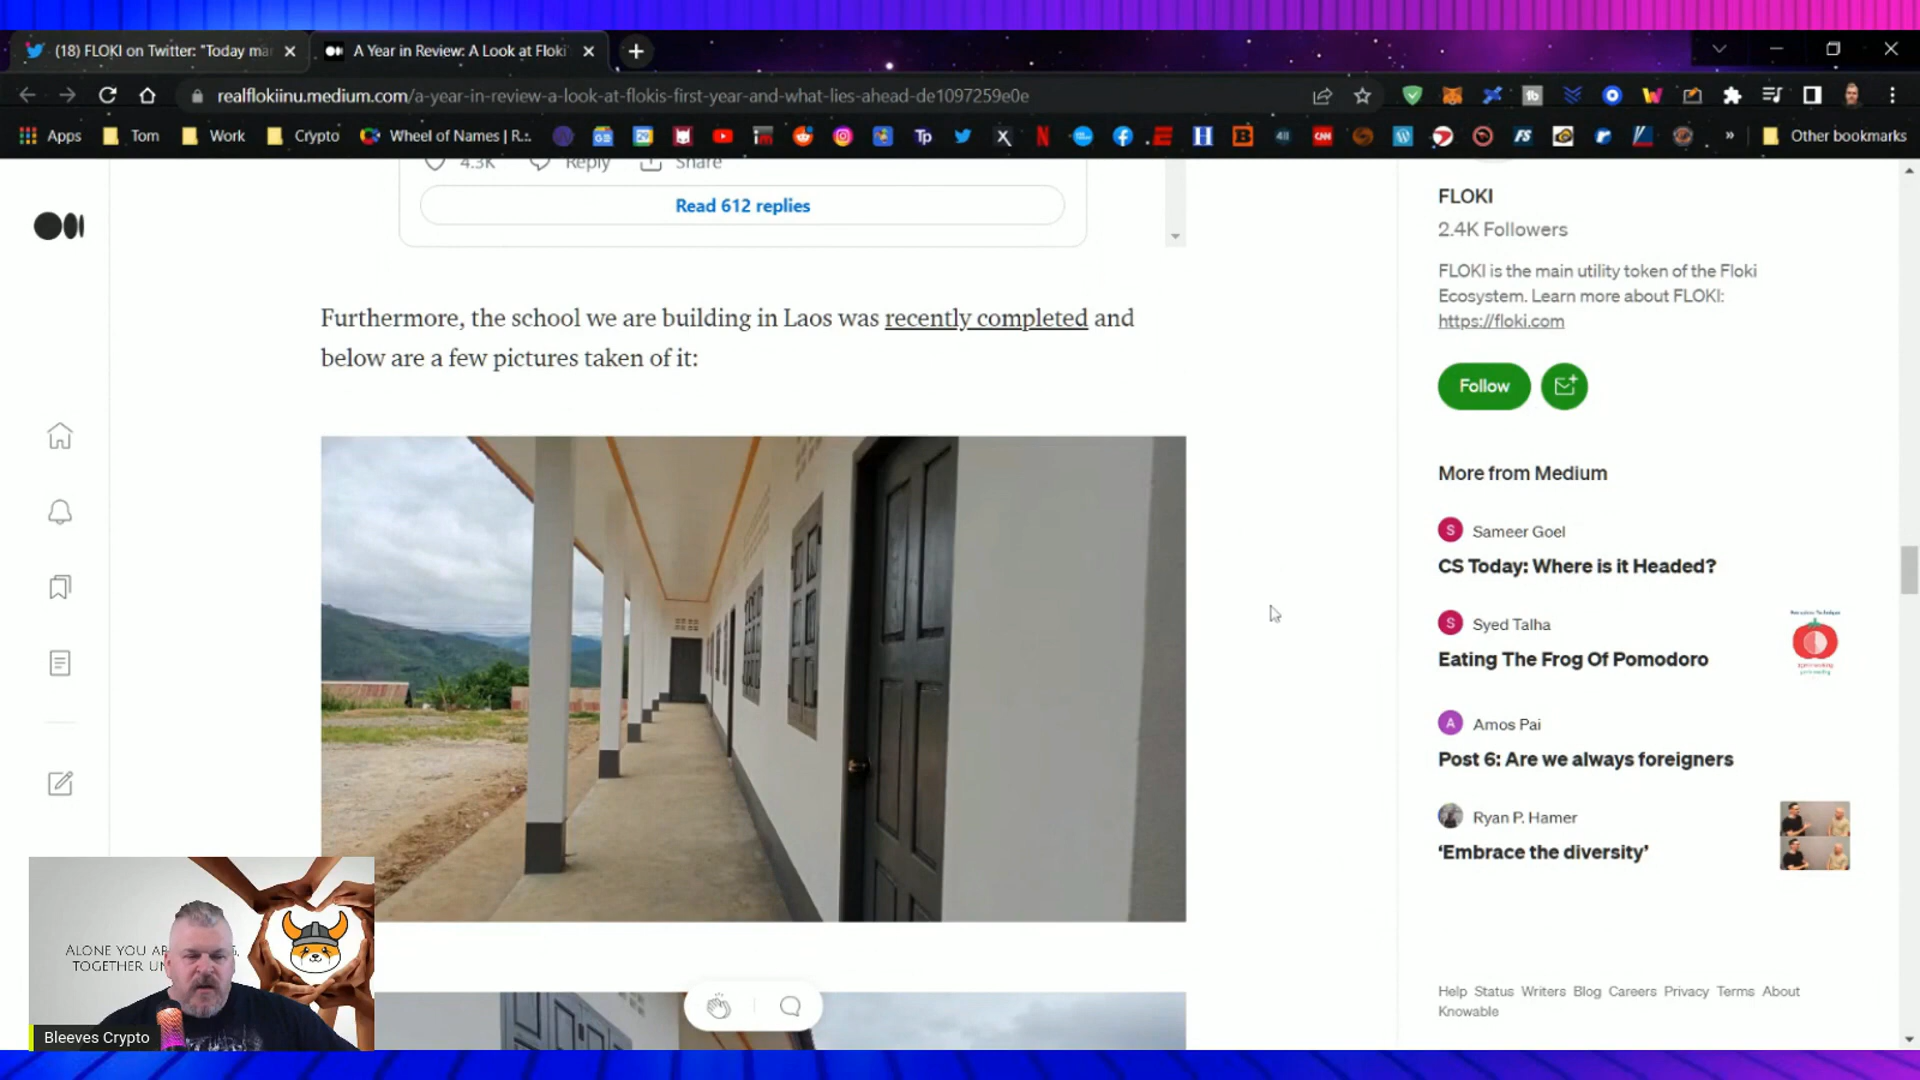 (18) FLOKI on Twitter: "Today ma
A Year in Review: A Look at Floki
realflokiinu.medium.com/a-year-in-review-a-look-at-flokis-first-year-and-what-lies-ahead-de1097259e0e
Apps
Tom
Work
Crypto
Wheel of Names | R...
Other bookmarks
4.3K
Reply
Share
Read 612 replies
Furthermore, the school we are building in Laos was recently completed and
below are a few pictures taken of it:
FLOKI
2.4K Followers
FLOKI is the main utility token of the Floki
Ecosystem. Learn more about FLOKI:
https://floki.com
Follow
More from Medium
S
Sameer Goel
CS Today: Where is it Headed?
S
Syed Talha
Eating The Frog Of Pomodoro
A
Amos Pai
Post 6: Are we always foreigners
Ryan P. Hamer
‘Embrace the diversity’
Help Status Writers Blog Careers Privacy Terms About
Knowable
ALONE YOU
TOGETHER
Bleeves Crypto